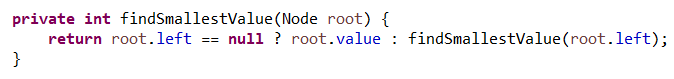 private int findSmallestValue(Node root) {
    return root.left == null ? root.value : findSmallestValue(root.left);
}